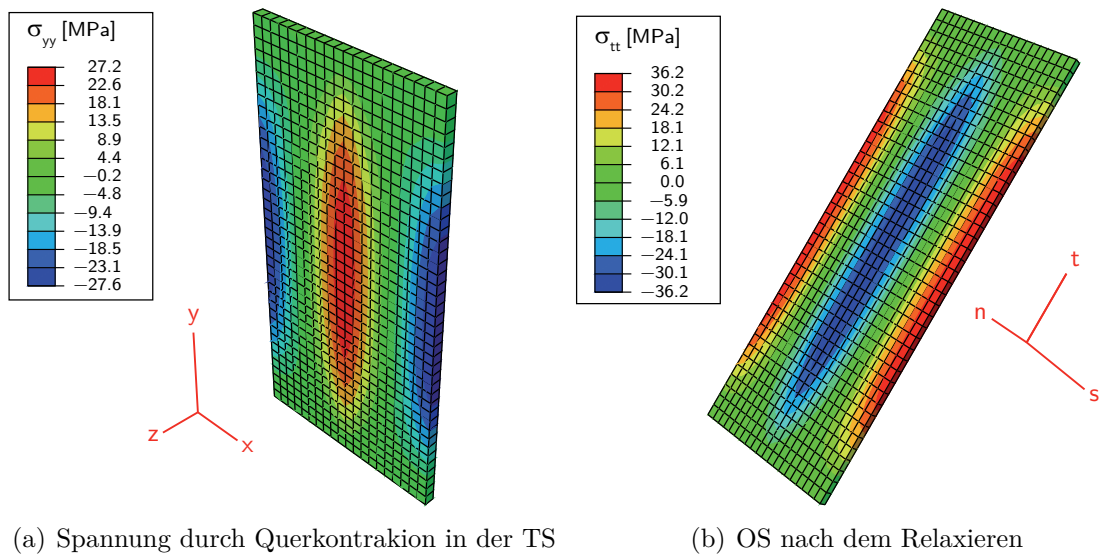 σyy [MPa]
27.2
22.6
18.1
13.5
8.9
4.4
−0.2
−4.8
−9.4
−13.9
−18.5
−23.1
−27.6
y
z
x
σtt [MPa]
36.2
30.2
24.2
18.1
12.1
6.1
0.0
−5.9
−12.0
−18.1
−24.1
−30.1
−36.2
t
n
s
(a) Spannung durch Querkontrakion in der TS
(b) OS nach dem Relaxieren